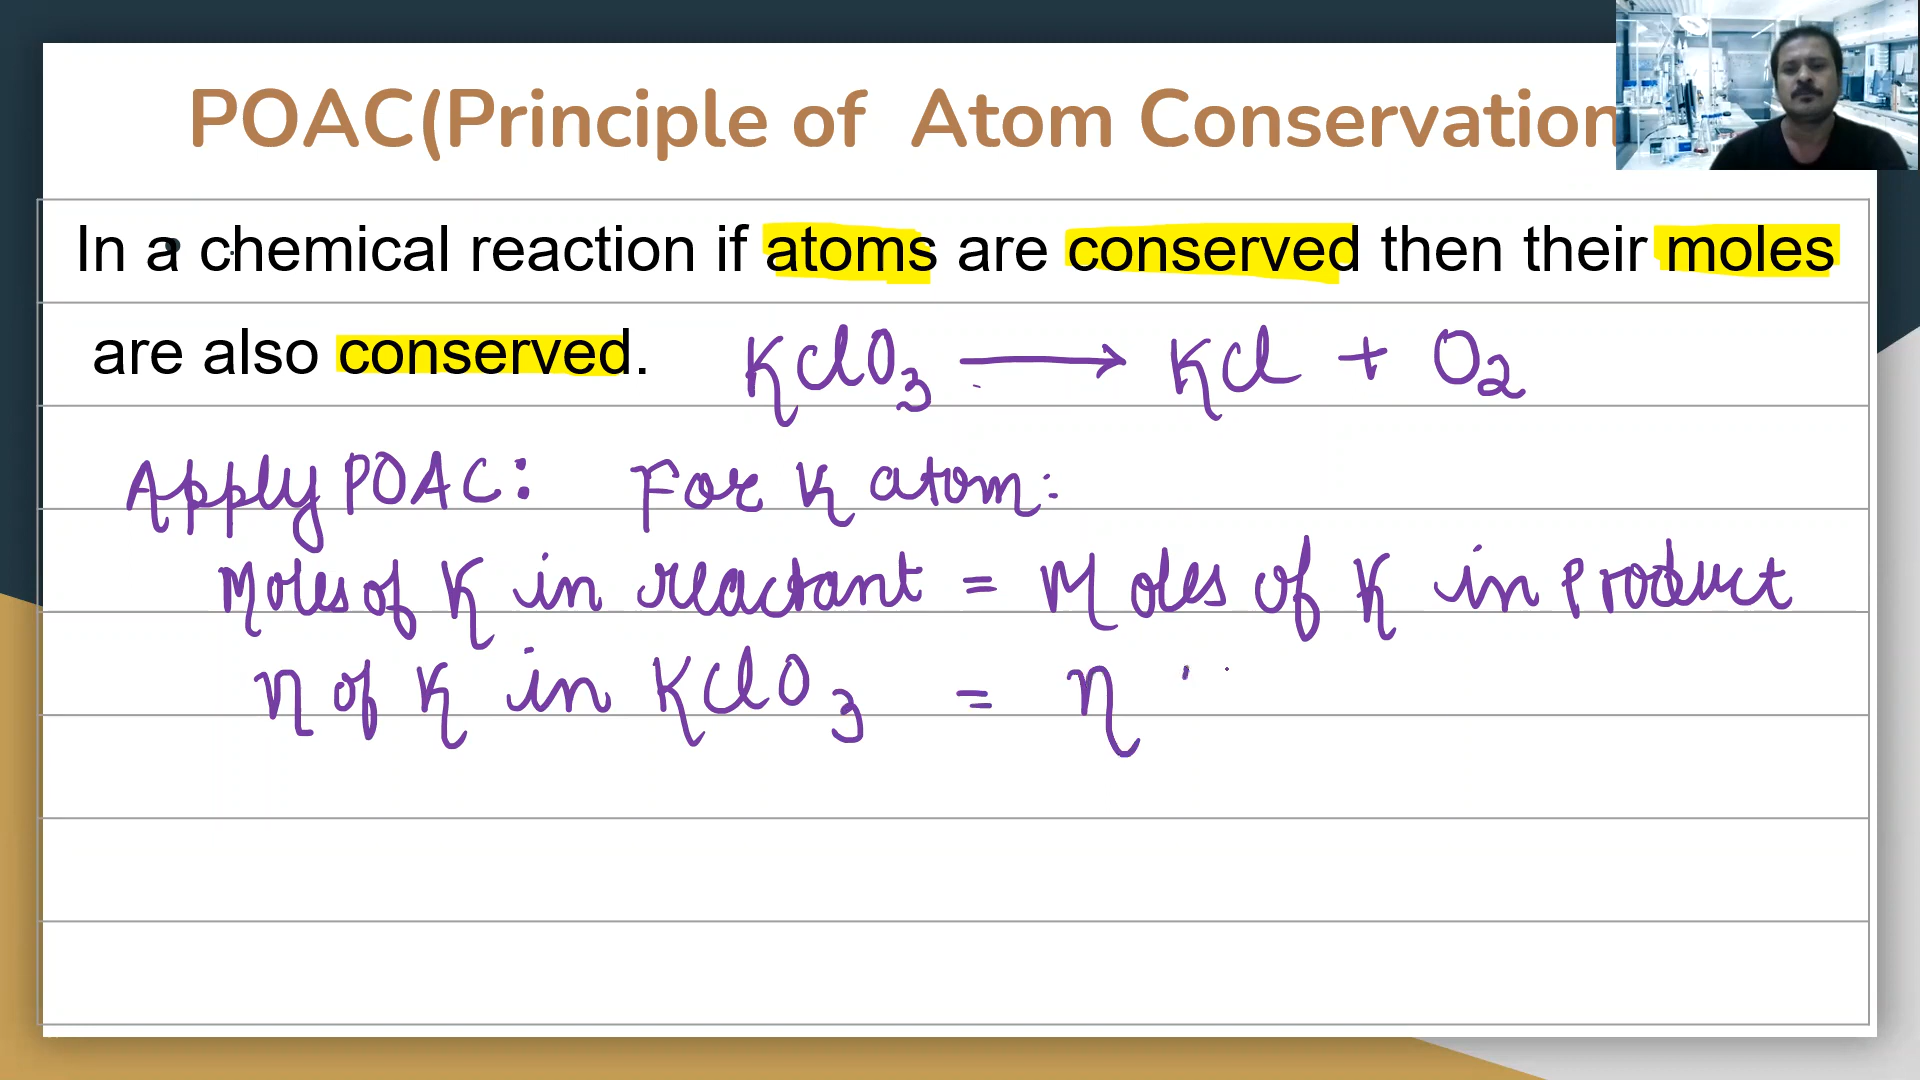 POAC(Principle of Atom Conservation
In a chemical reaction if atoms are conserved then their moles
are also conserved. KClO3 ⟶ KCl + O2
Apply POAC: For K atom:
Moles of K in reactant = Moles of K in product
n of K in KClO3 = n